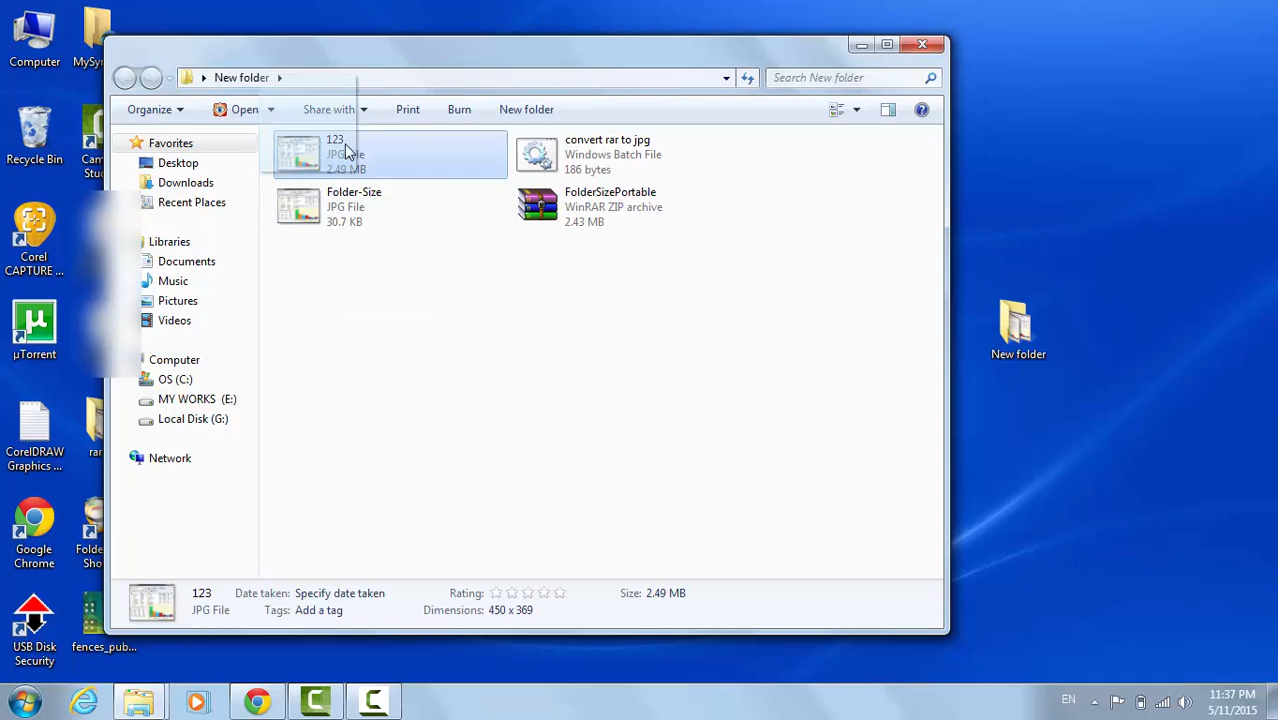 Computer
MySyn
Recycle Bin
Cam
Corel
CAPTURE ...
µTorrent
CorelDRAW
Graphics ...
rar
Google
Chrome
Folder
Sho
USB Disk
Security
fences_pub...
New folder
Search New folder
Organize
Open
Share with
Print
Burn
New folder
Favorites
Desktop
Downloads
Recent Places
Libraries
Documents
Music
Pictures
Videos
Computer
OS (C:)
MY WORKS (E:)
Local Disk (G:)
Network
123
JPG File
2.49 MB
convert rar to jpg
Windows Batch File
186 bytes
Folder-Size
JPG File
30.7 KB
FolderSizePortable
WinRAR ZIP archive
2.43 MB
New folder
123 Date taken: Specify date taken Rating: Size: 2.49 MB
JPG File Tags: Add a tag Dimensions: 450 x 369
EN
11:37 PM
5/11/2015